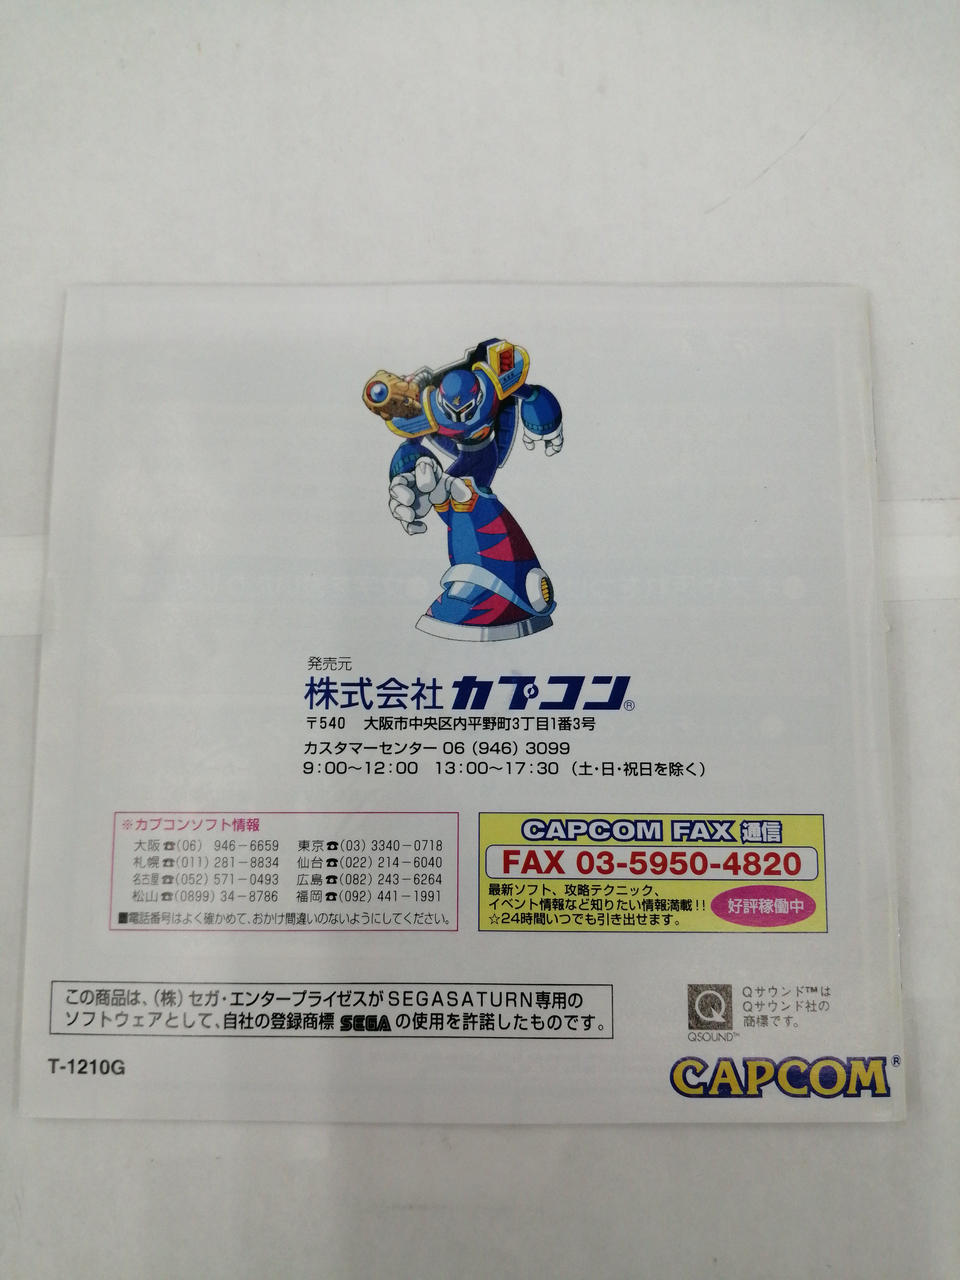 発売元
株式会社カプコン®
〒540 大阪市中央区内平野町3丁目1番3号
カスタマーセンター 06 (946) 3099
9:00～12:00 13:00～17:30 (土・日・祝日を除く)
※カプコンソフト情報
大阪☎(06) 946-6659 東京☎(03) 3340-0718
札幌☎(011) 281-8834 仙台☎(022) 214-6040
名古屋☎(052) 571-0493 広島☎(082) 243-6264
松山☎(0899) 34-8786 福岡☎(092) 441-1991
■電話番号はよく確かめて、おかけ間違いのないようにしてください。
CAPCOM FAX 通信
FAX 03-5950-4820
最新ソフト、攻略テクニック、
イベント情報など知りたい情報満載!!
☆24時間いつでも引き出せます。
好評稼働中
この商品は、(株)セガ・エンタープライゼスがSEGASATURN専用の
ソフトウェアとして、自社の登録商標 SEGA の使用を許諾したものです。
Q
QSOUND™
Qサウンド™は
Qサウンド社の
商標です。
T-1210G
CAPCOM®